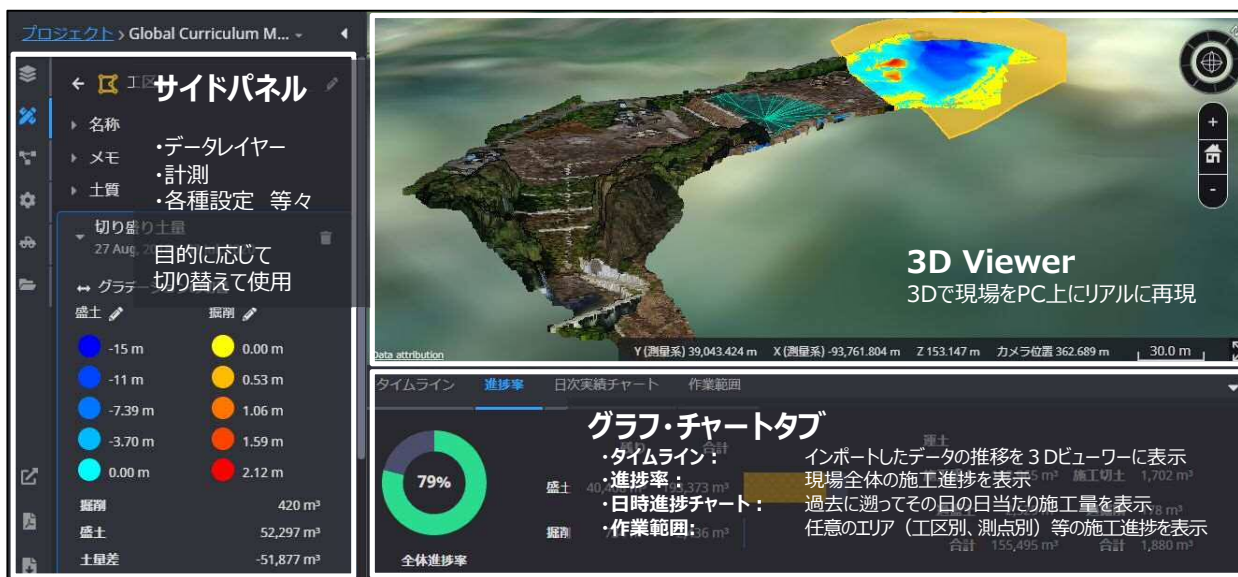 プロジェクト › Global Curriculum M...
工区
サイドパネル
名称
メモ
土質
・データレイヤー
・計測
・各種設定 等々
切り盛り土量
27 Aug,
目的に応じて
切り替えて使用
グラデーション
盛土 掘削
-15 m 0.00 m
-11 m 0.53 m
-7.39 m 1.06 m
-3.70 m 1.59 m
0.00 m 2.12 m
掘削 420 m³
盛土 52,297 m³
土量差 -51,877 m³
3D Viewer
3Dで現場をPC上にリアルに再現
Data attribution
Y (測量系) 39,043.424 m X (測量系) -93,761.804 m Z 153.147 m カメラ位置 362.689 m 30.0 m
タイムライン 進捗率 日次実績チャート 作業範囲
グラフ・チャートタブ
・タイムライン： インポートしたデータの推移を３Dビューワーに表示
・進捗率： 現場全体の施工進捗を表示
・日時進捗チャート： 過去に遡ってその日の日当たり施工量を表示
・作業範囲: 任意のエリア（工区別、測点別）等の施工進捗を表示
79%
全体進捗率
合計
盛土
掘削
運土
施工切土 1,702 m³
合計 155,495 m³ 合計 1,880 m³